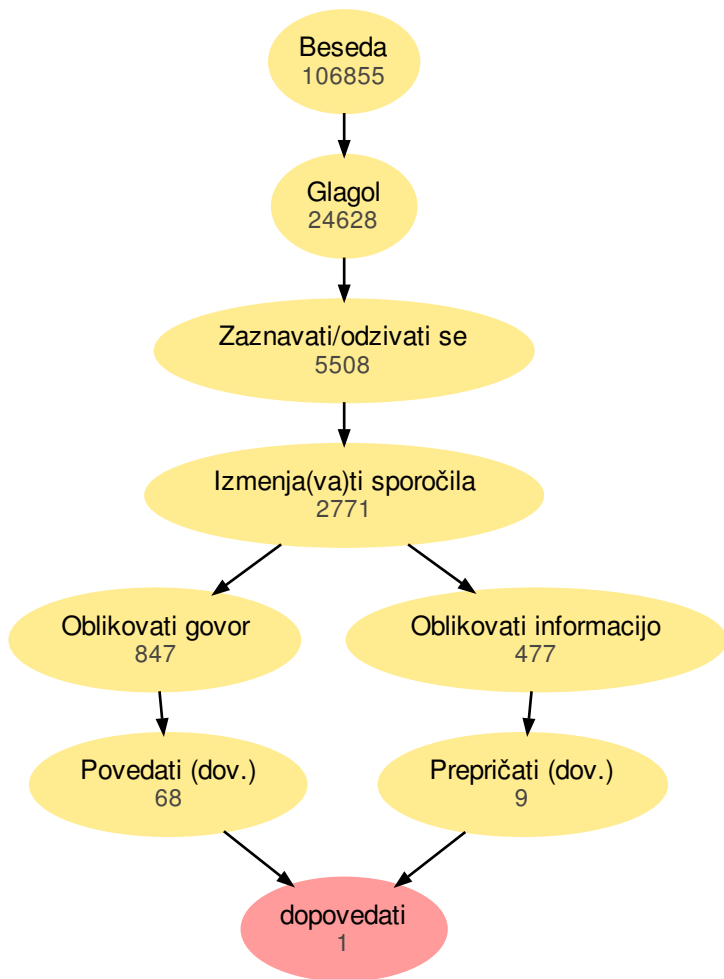 Beseda
106855
Glagol
24628
Zaznavati/odzivati se
5508
Izmenja(va)ti sporočila
2771
Oblikovati govor
847
Oblikovati informacijo
477
Povedati (dov.)
68
Prepričati (dov.)
9
dopovedati
1